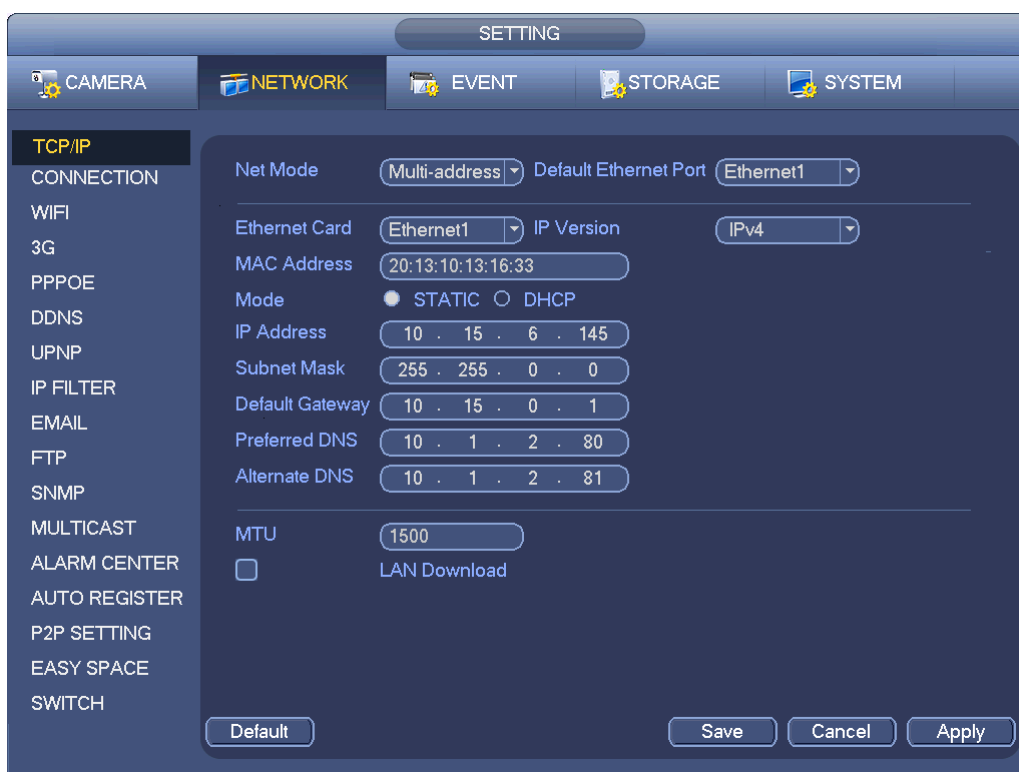 SETTING
CAMERA NETWORK EVENT STORAGE SYSTEM
TCP/IP
CONNECTION
WIFI
3G
PPPOE
DDNS
UPNP
IP FILTER
EMAIL
FTP
SNMP
MULTICAST
ALARM CENTER
AUTO REGISTER
P2P SETTING
EASY SPACE
SWITCH
Net Mode Multi-address Default Ethernet Port Ethernet1
Ethernet Card Ethernet1 IP Version IPv4
MAC Address 20:13:10:13:16:33
Mode STATIC DHCP
IP Address 10 . 15 . 6 . 145
Subnet Mask 255 . 255 . 0 . 0
Default Gateway 10 . 15 . 0 . 1
Preferred DNS 10 . 1 . 2 . 80
Alternate DNS 10 . 1 . 2 . 81
MTU 1500
LAN Download
Default Save Cancel Apply